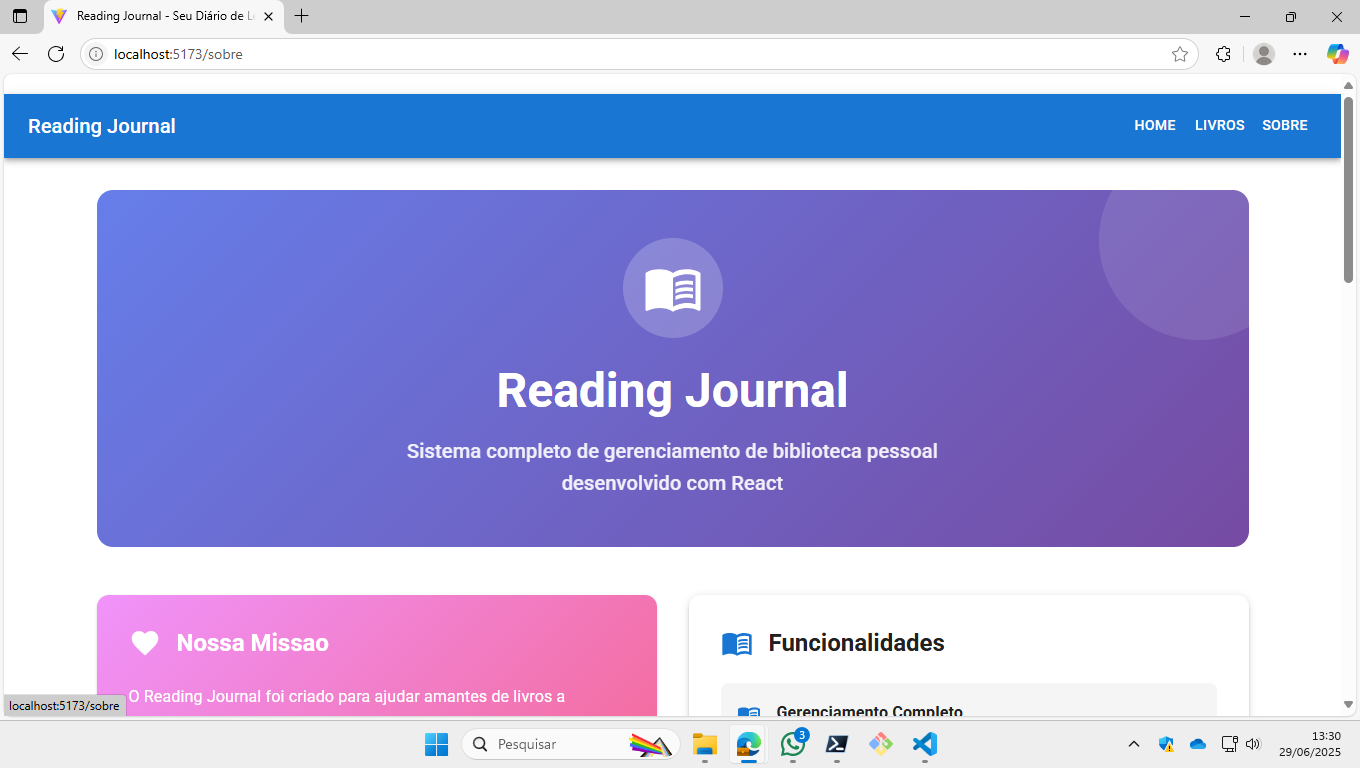 Reading Journal - Seu Diário de L
localhost:5173/sobre
Reading Journal
HOME LIVROS SOBRE
Reading Journal
Sistema completo de gerenciamento de biblioteca pessoal
desenvolvido com React
Nossa Missao
O Reading Journal foi criado para ajudar amantes de livros a
Funcionalidades
Gerenciamento Completo
localhost:5173/sobre
Pesquisar
3
13:30
29/06/2025